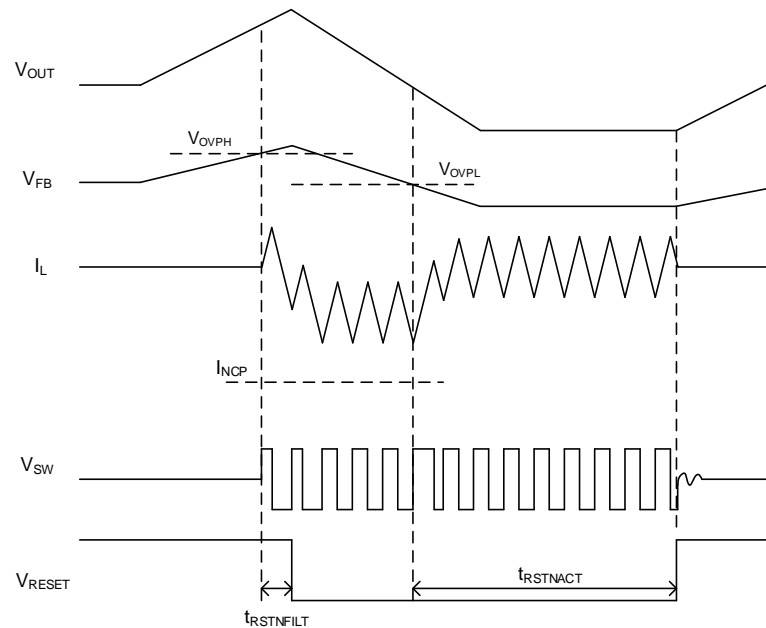 VOUT
VOVPH
VOVPL
VFB
IL
INCP
VSW
tRSTNACT
VRESET
tRSTNFILT